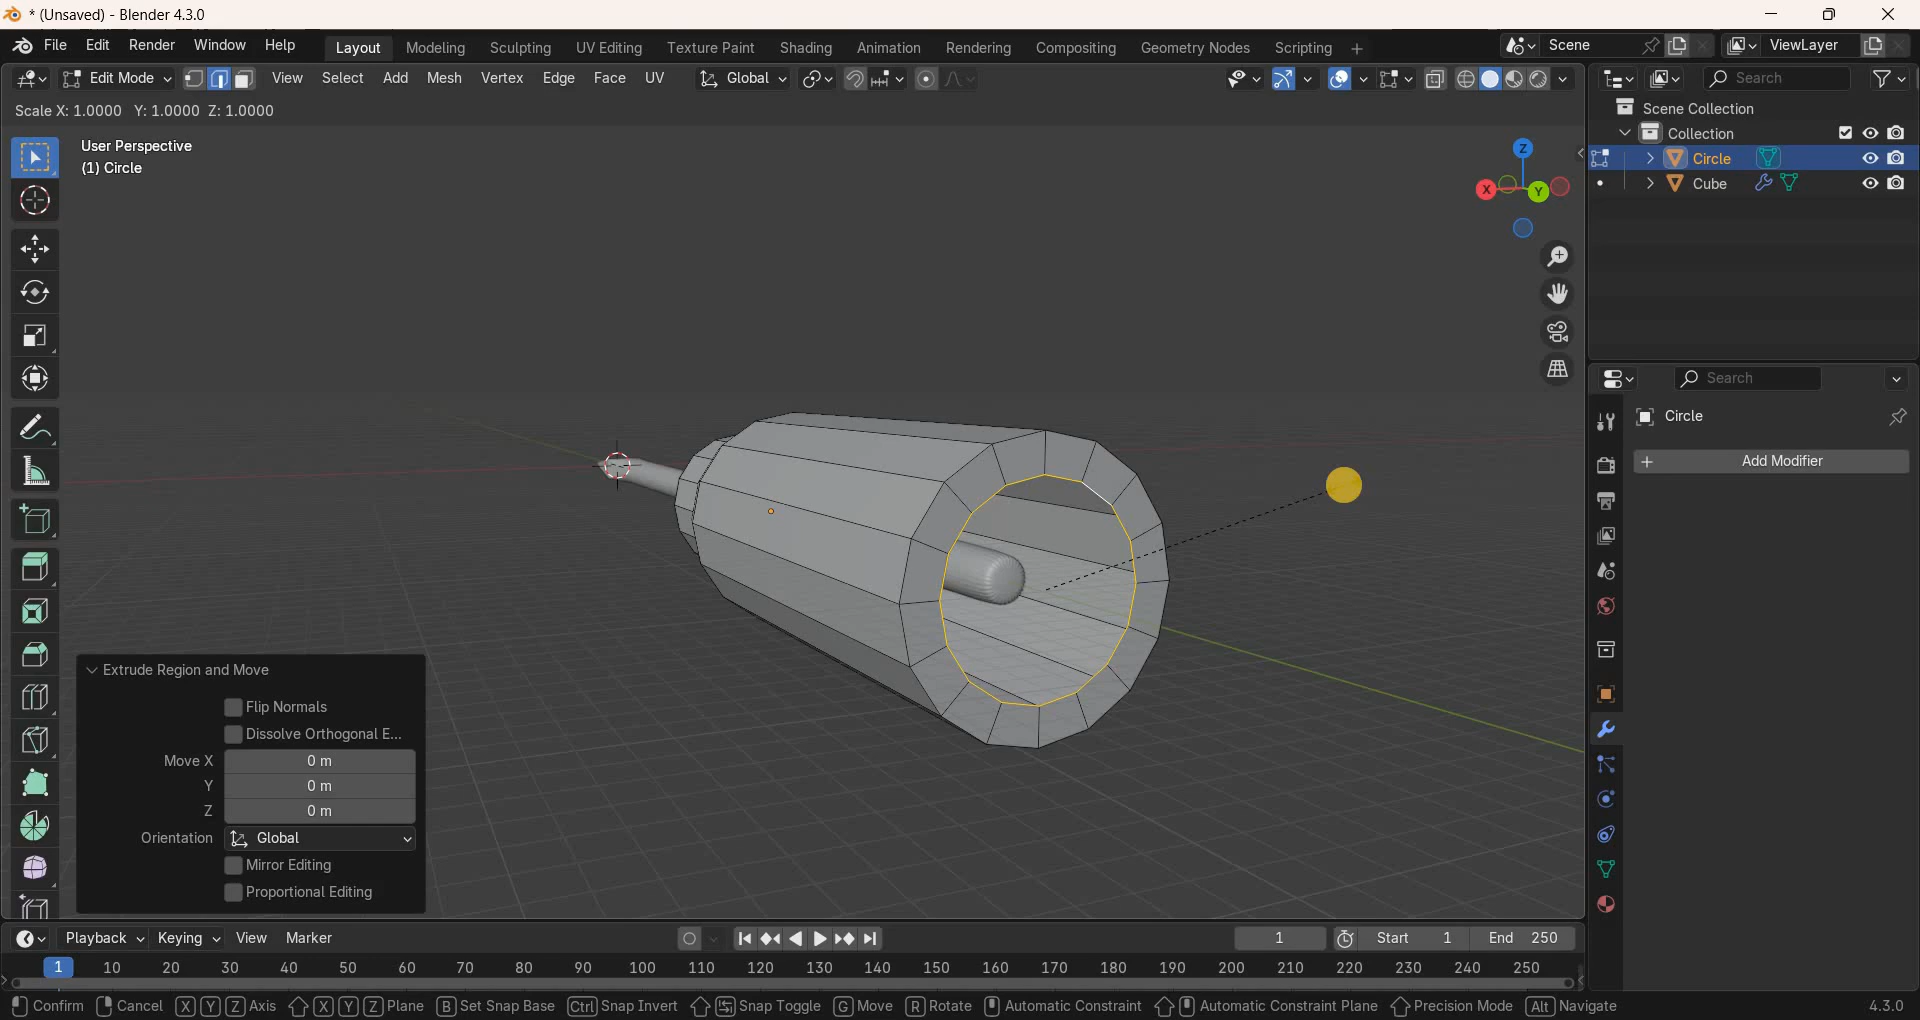 * (Unsaved) - Blender 4.3.0
File Edit Render Window Help Layout Modeling Sculpting UV Editing Texture Paint Shading Animation Rendering Compositing Geometry Nodes Scripting + Scene ViewLayer
Edit Mode View Select Add Mesh Vertex Edge Face UV Global Search
Scale X: 1.0000 Y: 1.0000 Z: 1.0000
Scene Collection
Collection
User Perspective
(1) Circle
Z
X
Y
Circle
Cube
Search
Circle
+ Add Modifier
Extrude Region and Move
Flip Normals
Dissolve Orthogonal E...
Move X 0 m
Y 0 m
Z 0 m
Orientation Global
Mirror Editing
Proportional Editing
Playback Keying View Marker 1 Start 1 End 250
1 10 20 30 40 50 60 70 80 90 100 110 120 130 140 150 160 170 180 190 200 210 220 230 240 250
Confirm Cancel X Y Z Axis X Y Z Plane B Set Snap Base Ctrl Snap Invert Snap Toggle G Move R Rotate Automatic Constraint Automatic Constraint Plane Precision Mode Alt Navigate 4.3.0